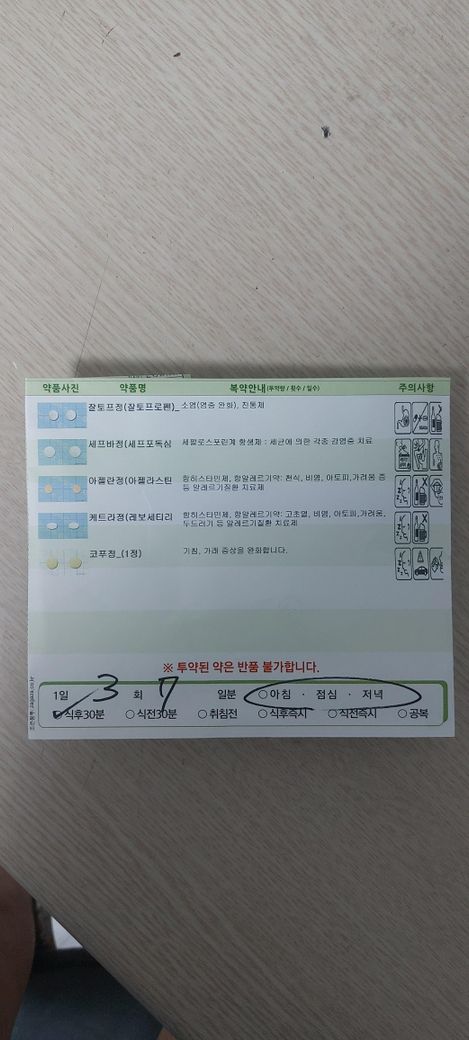 약품사진 약품명 복약안내(투약량 / 횟수 / 일수) 주의사항
잘토프정(잘토프로펜)_ 소염(염증 완화), 진통제
세프바정(세프포독심 세팔로스포린계 항생제 : 세균에 의한 각종 감염증 치료
아젤란정(아젤라스틴 항히스타민제, 항알레르기약: 천식, 비염, 아토피,가려움 증
등 알레르기질환 치료제
케트라정(레보세티리 항히스타민제, 항알레르기약: 고초열, 비염, 아토피,가려움,
두드러기 등 알레르기질환 치료제
코푸정_(1정) 기침, 가래 증상을 완화합니다.
※ 투약된 약은 반품 불가합니다.
1일 3 회 7 일분 ○아침 · 점심 · 저녁
○식후30분 ○식전30분 ○취침전 ○식후즉시 ○식전즉시 ○공복